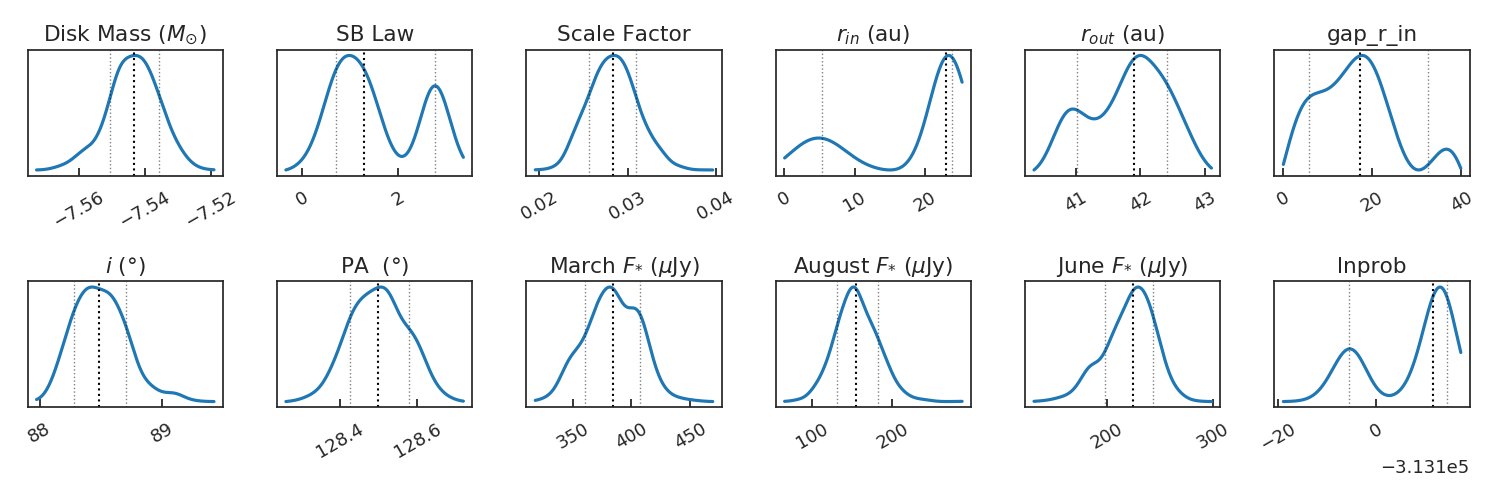 Disk Mass (M⊙) SB Law Scale Factor r_in (au) r_out (au) gap_r_in
−7.56 −7.54 −7.52 0 2 0.02 0.03 0.04 0 10 20 41 42 43 0 20 40
i (°) PA (°) March F* (μJy) August F* (μJy) June F* (μJy) lnprob
88 89 128.4 128.6 350 400 450 100 200 200 300 −20 0
−3.131e5